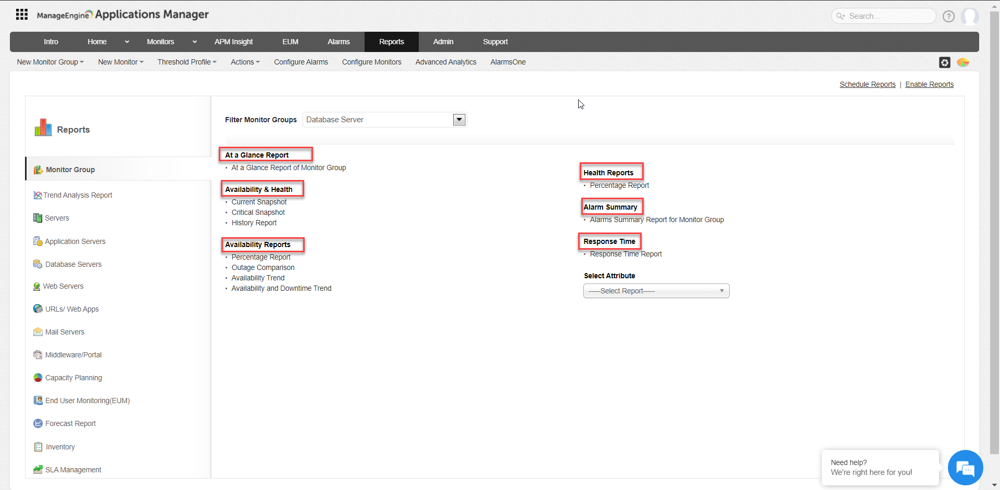 ManageEngine Applications Manager
Search...
?
Intro Home Monitors APM Insight EUM Alarms Reports Admin Support
New Monitor Group New Monitor Threshold Profile Actions Configure Alarms Configure Monitors Advanced Analytics AlarmsOne
Schedule Reports | Enable Reports
Reports
Monitor Group
Trend Analysis Report
Servers
Application Servers
Database Servers
Web Servers
URLs/ Web Apps
Mail Servers
Middleware/Portal
Capacity Planning
End User Monitoring(EUM)
Forecast Report
Inventory
SLA Management
Filter Monitor Groups Database Server
At a Glance Report
At a Glance Report of Monitor Group
Availability & Health
Current Snapshot
Critical Snapshot
History Report
Availability Reports
Percentage Report
Outage Comparison
Availability Trend
Availability and Downtime Trend
Health Reports
Percentage Report
Alarm Summary
Alarms Summary Report for Monitor Group
Response Time
Response Time Report
Select Attribute
-----Select Report-----
Need help?
We're right here for you!